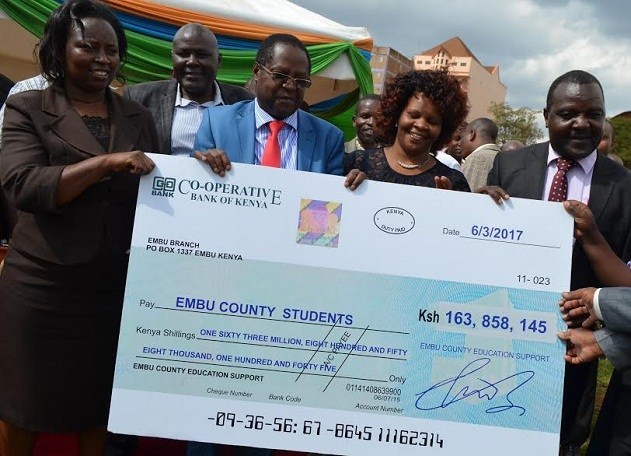 CO-OPERATIVE
BANK
BANK OF KENYA
KENYA
DUTY PAID
Date 6/3/2017
EMBU BRANCH
PO BOX 1337 EMBU KENYA
11-023
Pay EMBU COUNTY STUDENTS
Ksh 163, 858, 145
Kenya Shillings ONE SIXTY THREE MILLION, EIGHT HUNDRED AND FIFTY
EIGHT THOUSAND, ONE HUNDRED AND FORTY FIVE Only
A/C PAYEE
EMBU COUNTY EDUCATION SUPPORT
EMBU COUNTY EDUCATION SUPPORT
01141408639900
06/07/16
Cheque Number Bank Code Account Number
-09-36-56: 67 -8645 11162314